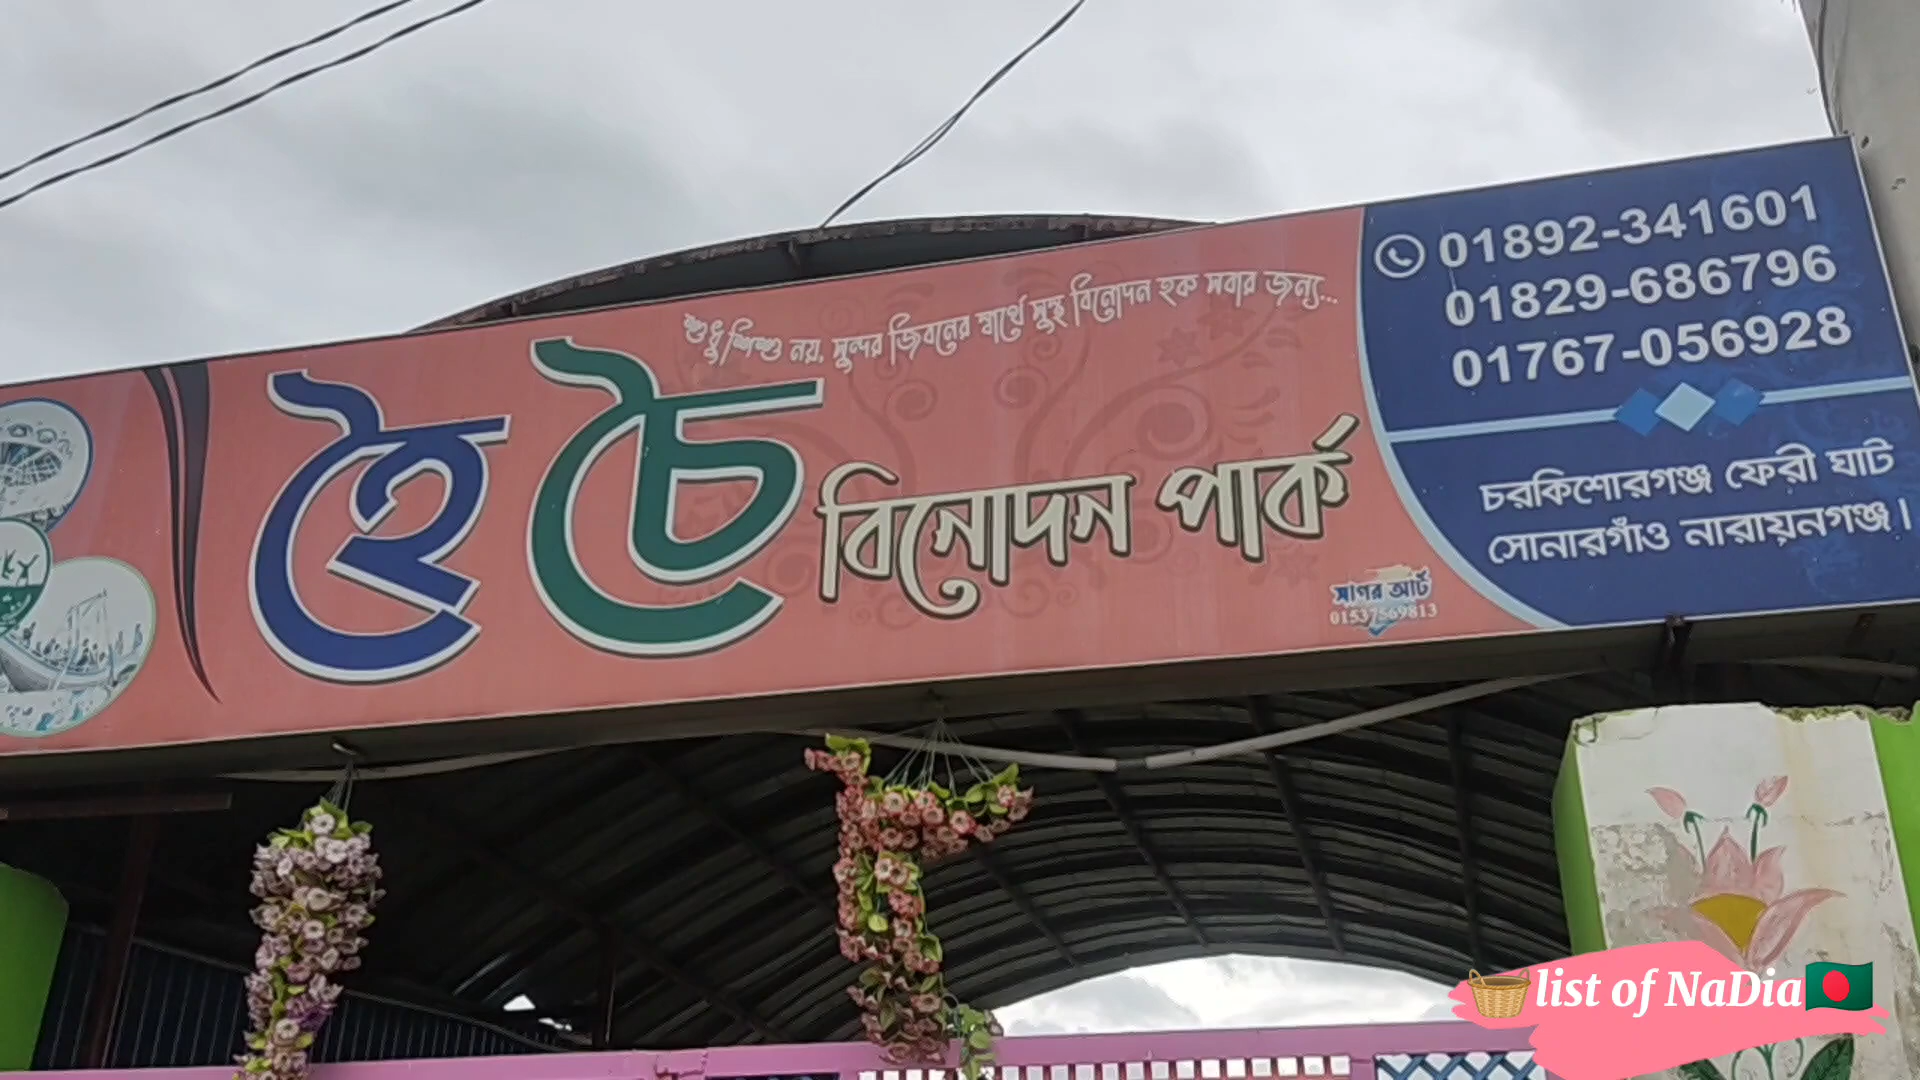 শুধু শিশু নয়, সুন্দর জিবনের স্বার্থে সুস্থ বিনোদন হক সবার জন্য...
হৈ চৈ বিনোদন পার্ক
সাগর আর্ট
01537569813
01892-341601
01829-686796
01767-056928
চরকিশোরগঞ্জ ফেরী ঘাট
সোনারগাঁও নারায়নগঞ্জ।
list of NaDia